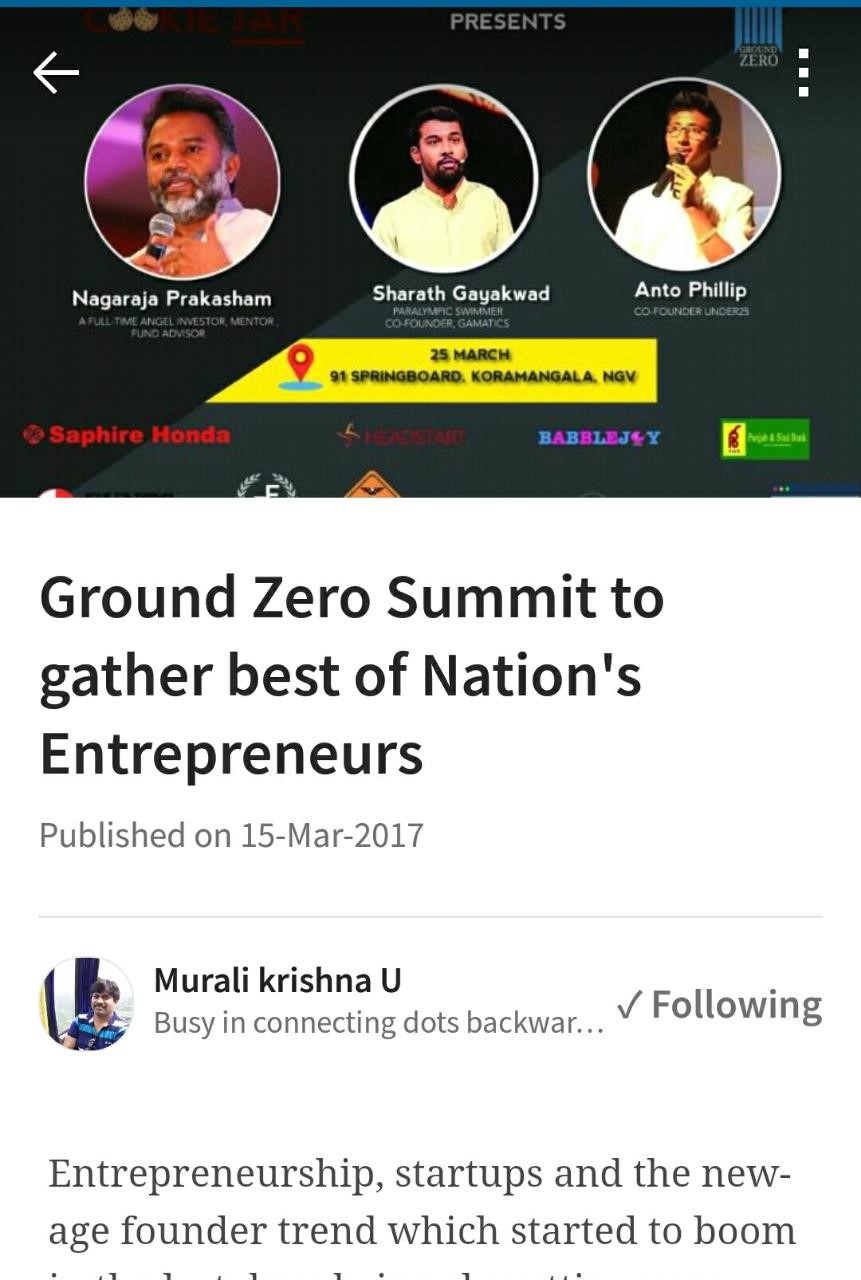 COOKIE JAR
PRESENTS
GROUND
ZERO
Nagaraja Prakasham
A FULL-TIME ANGEL INVESTOR, MENTOR,
FUND ADVISOR
Sharath Gayakwad
PARALYMPIC SWIMMER
CO-FOUNDER, GAMATICS
Anto Phillip
CO-FOUNDER UNDER25
25 MARCH
91 SPRINGBOARD, KORAMANGALA, NGV
Saphire Honda
HEADSTART
BABBLEJOY
Punjab & Sind Bank
Ground Zero Summit to
gather best of Nation's
Entrepreneurs
Published on 15-Mar-2017
Murali krishna U
Busy in connecting dots backwar...
✓ Following
Entrepreneurship, startups and the new-
age founder trend which started to boom